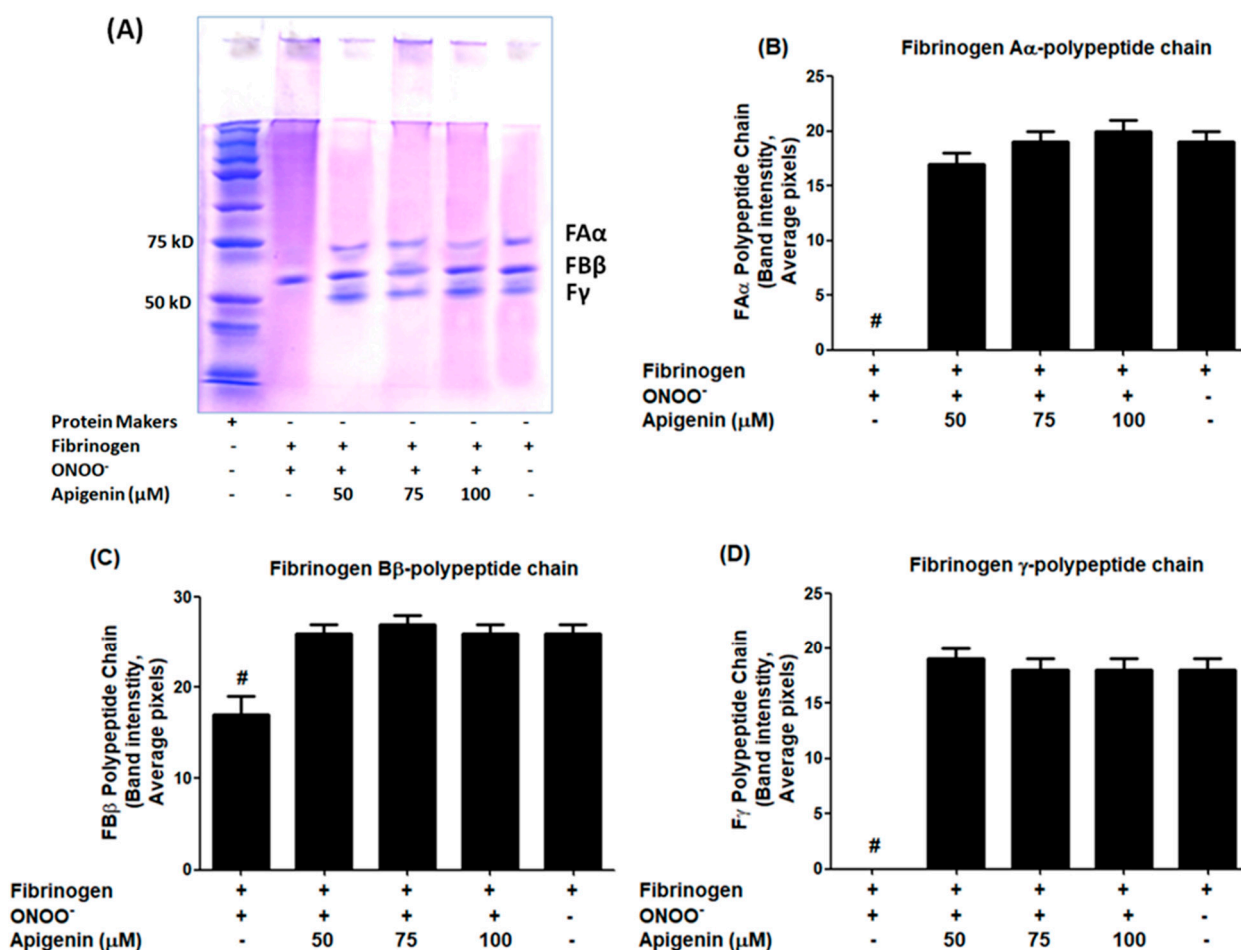 (A)
75 kD
50 kD
FAα
FBβ
Fγ
Protein Makers + - - - - -
Fibrinogen - + + + + +
ONOO⁻ - + + + + -
Apigenin (µM) - - 50 75 100 -
(B)
Fibrinogen Aα-polypeptide chain
FAα Polypeptide Chain
(Band intenstity,
Average pixels)
25
20
15
10
5
0
#
Fibrinogen + + + + +
ONOO⁻ + + + + -
Apigenin (µM) - 50 75 100 -
(C)
Fibrinogen Bβ-polypeptide chain
FBβ Polypeptide Chain
(Band intenstity,
Average pixels)
30
20
10
0
#
Fibrinogen + + + + +
ONOO⁻ + + + + -
Apigenin (µM) - 50 75 100 -
(D)
Fibrinogen γ-polypeptide chain
Fγ Polypeptide Chain
(Band intenstity,
Average pixels)
25
20
15
10
5
0
#
Fibrinogen + + + + +
ONOO⁻ + + + + -
Apigenin (µM) - 50 75 100 -